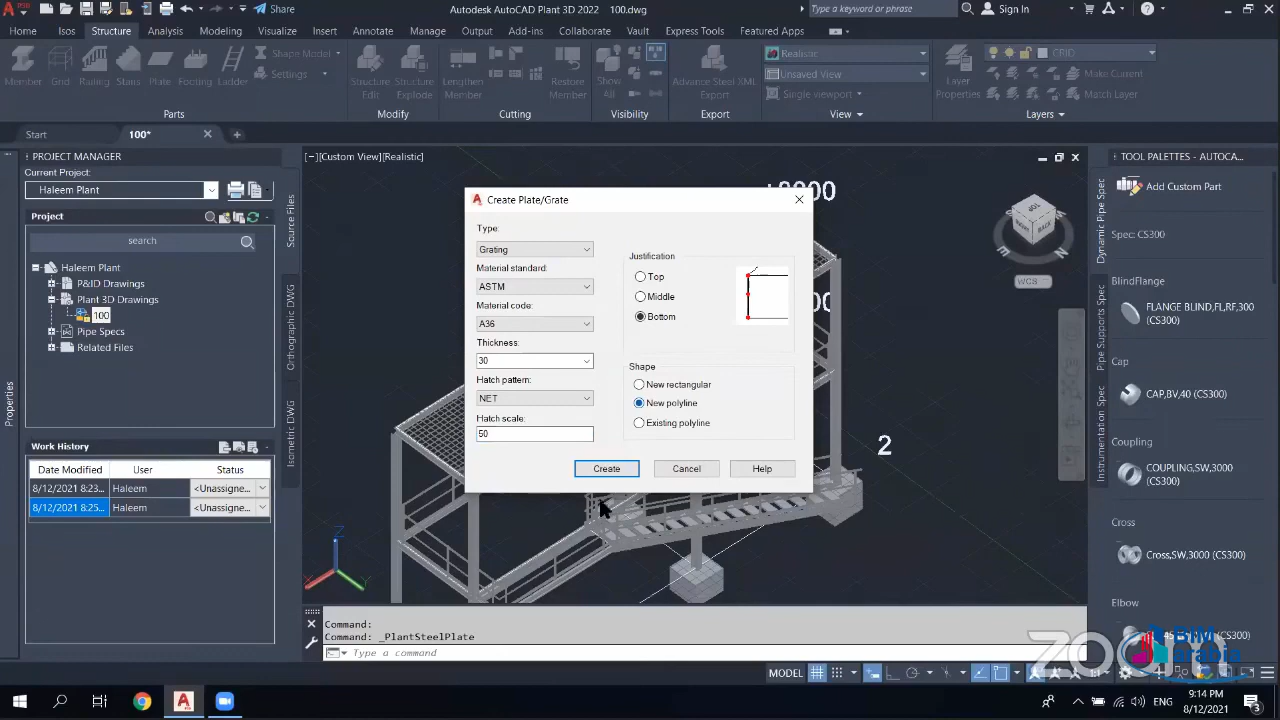 Share
Autodesk AutoCAD Plant 3D 2022 100.dwg
Type a keyword or phrase
Sign In
Home Isos Structure Analysis Modeling Visualize Insert Annotate Manage Output Add-ins Collaborate Vault Express Tools Featured Apps
Member Grid Railing Stairs Plate Footing Ladder
Shape Model
Settings
Structure Edit
Structure Explode
Lengthen Member
Restore Member
Show All
Advanced Steel XML Export
Realistic
Unsaved View
Single viewport
Layer Properties
GRID
Make Current
Match Layer
Parts Modify Cutting Visibility Export View Layers
Start 100*
PROJECT MANAGER
Current Project:
Haleem Plant
Project
search
Haleem Plant
P&ID Drawings
Plant 3D Drawings
100
Pipe Specs
Related Files
Source Files
Orthographic DWG
Isometric DWG
Properties
Work History
Date Modified User Status
8/12/2021 8:23... Haleem <Unassigne...
8/12/2021 8:25... Haleem <Unassigne...
[−][Custom View][Realistic]
2
TOP
BACK
WCS
Z
X
Y
Create Plate/Grate
Type:
Grating
Material standard:
ASTM
Material code:
A36
Thickness:
30
Hatch pattern:
NET
Hatch scale:
50
Justification
Top
Middle
Bottom
Shape
New rectangular
New polyline
Existing polyline
Create Cancel Help
Command:
Command: _PlantSteelPlate
Type a command
MODEL
TOOL PALETTES - AUTOCA...
Add Custom Part
Spec: CS300
BlindFlange
FLANGE BLIND,FL,RF,300 (CS300)
Cap
CAP,BV,40 (CS300)
Coupling
COUPLING,SW,3000 (CS300)
Cross
Cross,SW,3000 (CS300)
Elbow
Dynamic Pipe Spec
Pipe Supports Spec
Instrumentation Spec
zoom
BIM arabia
ENG
9:14 PM
8/12/2021
3